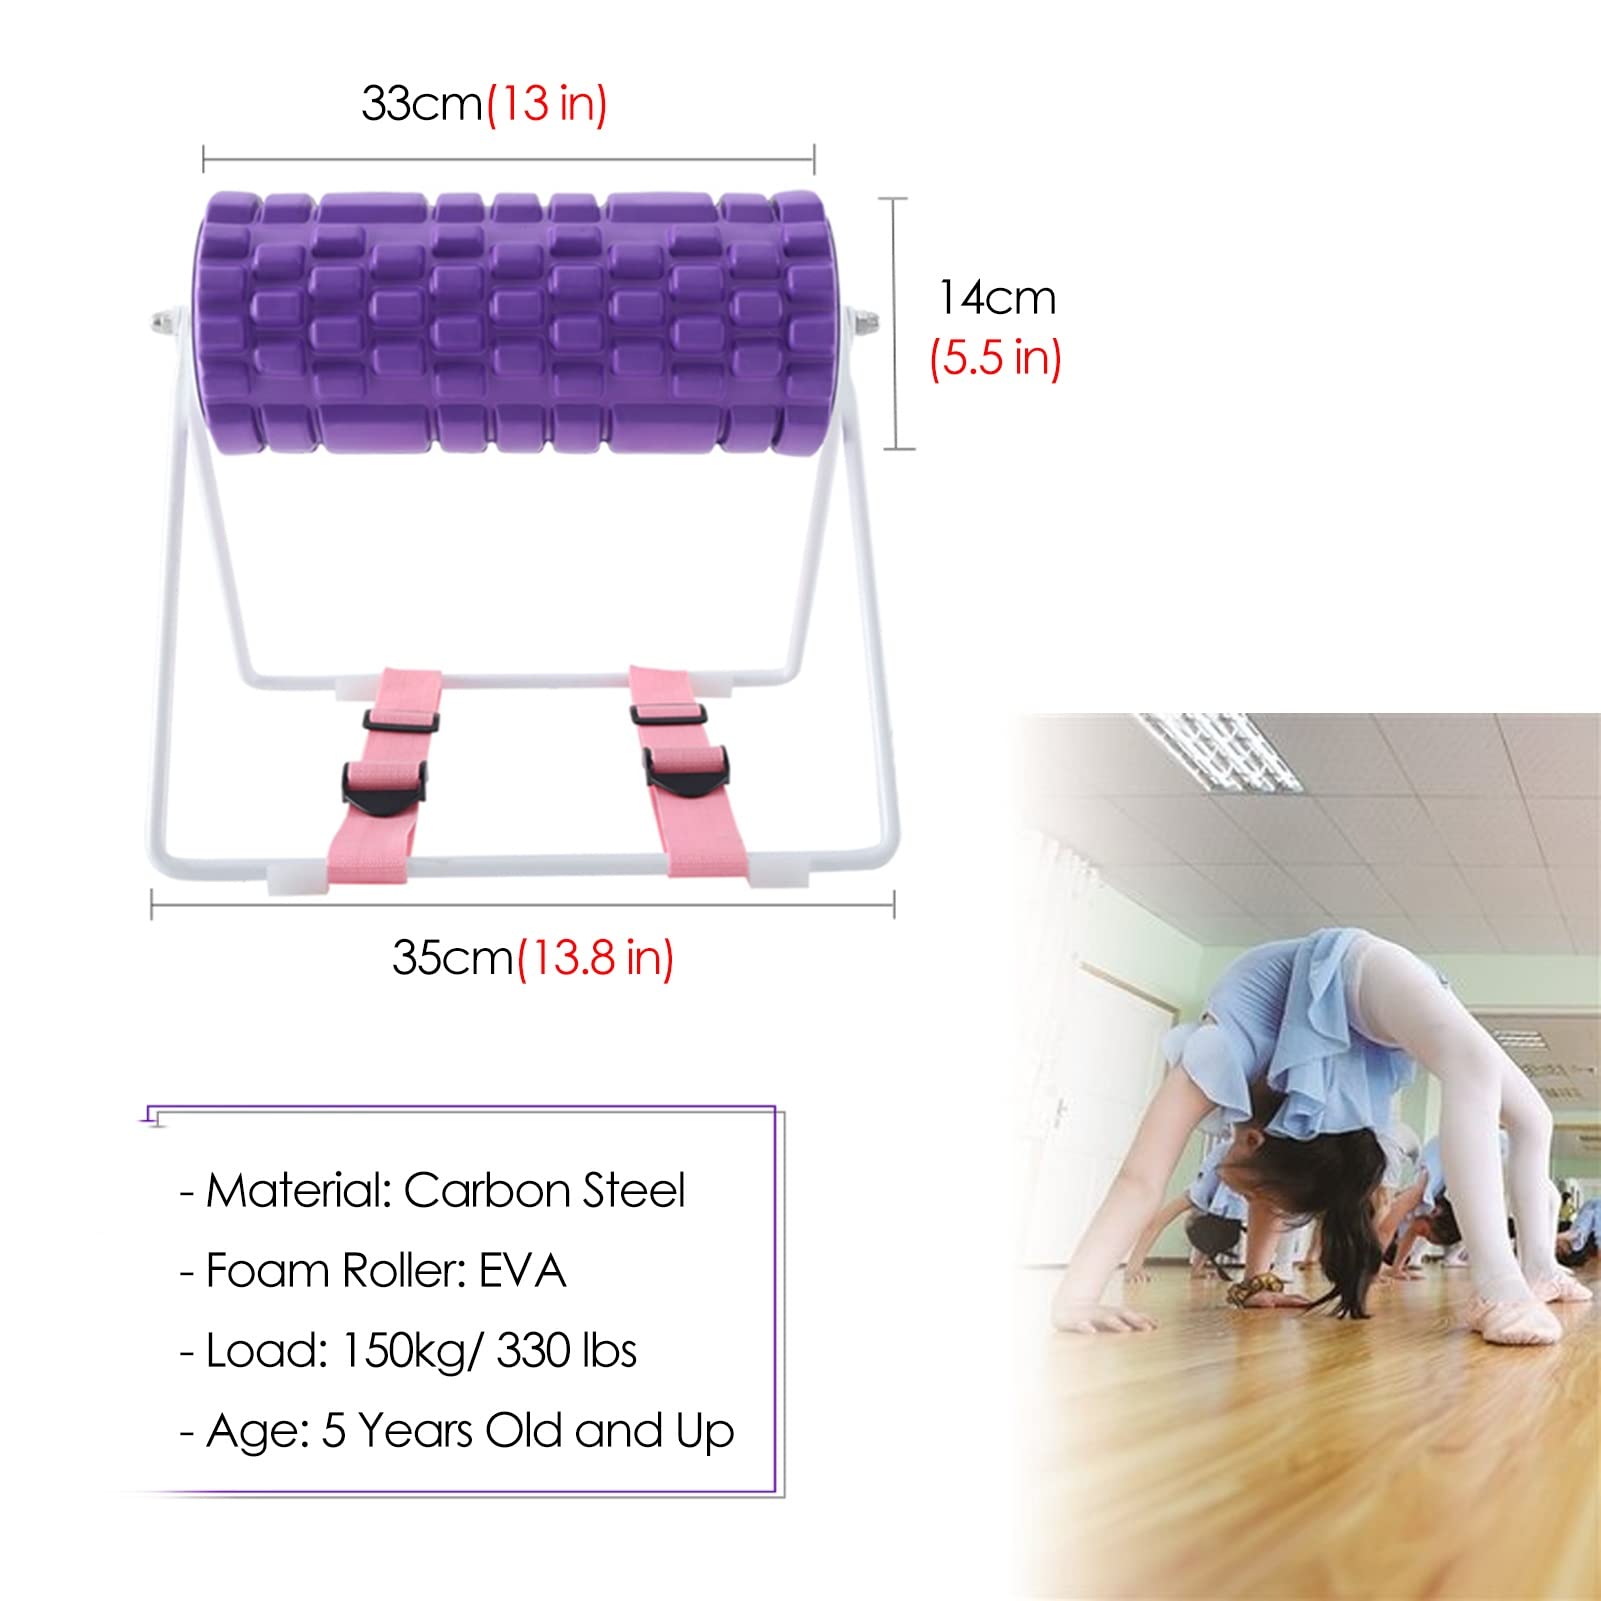 33cm(13 in)
14cm
(5.5 in)
35cm(13.8 in)
- Material: Carbon Steel
- Foam Roller: EVA
- Load: 150kg/ 330 lbs
- Age: 5 Years Old and Up